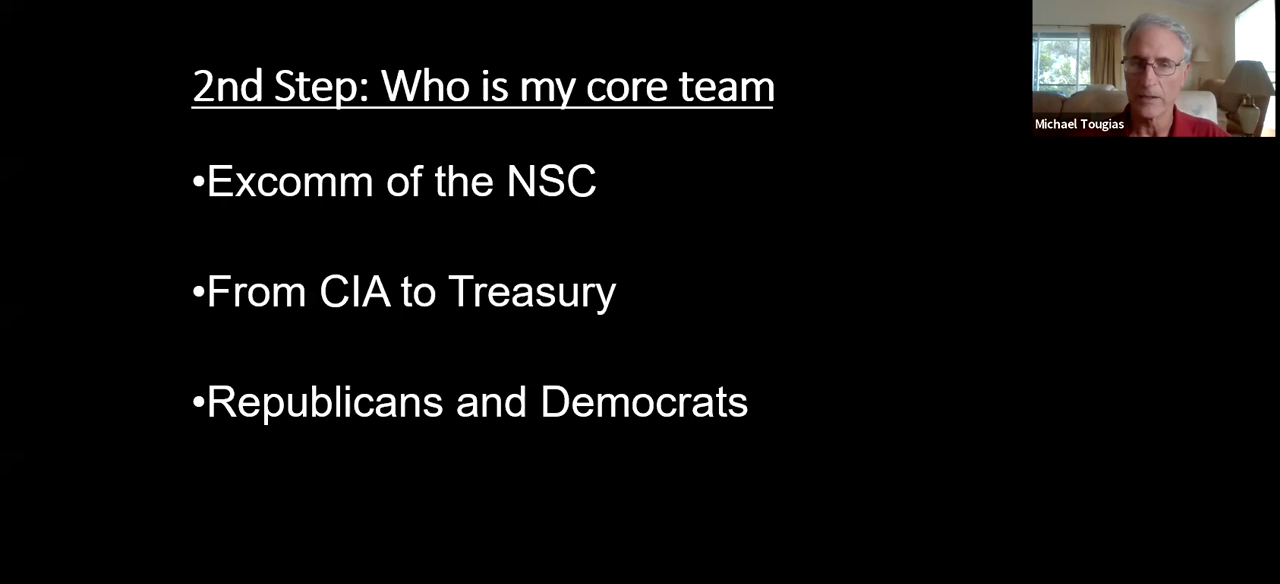 2nd Step: Who is my core team
Michael Tougias
•Excomm of the NSC
•From CIA to Treasury
•Republicans and Democrats